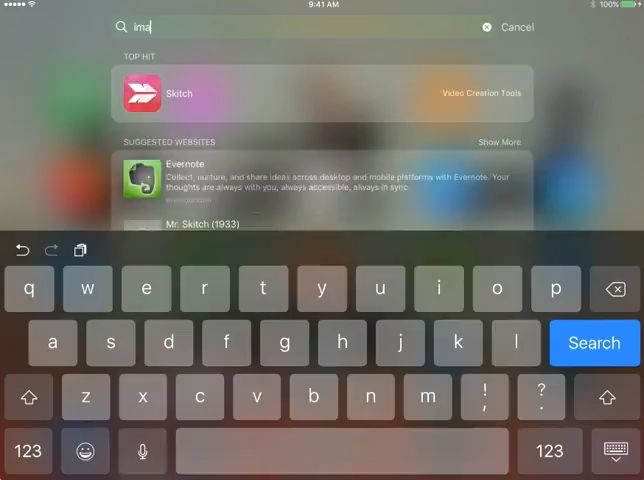 9:41 AM
100%
ima
Cancel
TOP HIT
Skitch
Video Creation Tools
SUGGESTED WEBSITES
Show More
Evernote
Collect, nurture, and share ideas across desktop and mobile platforms with Evernote. Your
thoughts are always with you, always accessible, always in sync.
Mr. Skitch (1933)
q w e r t y u i o p
a s d f g h j k l Search
z x c v b n m ! , ? .
123 123